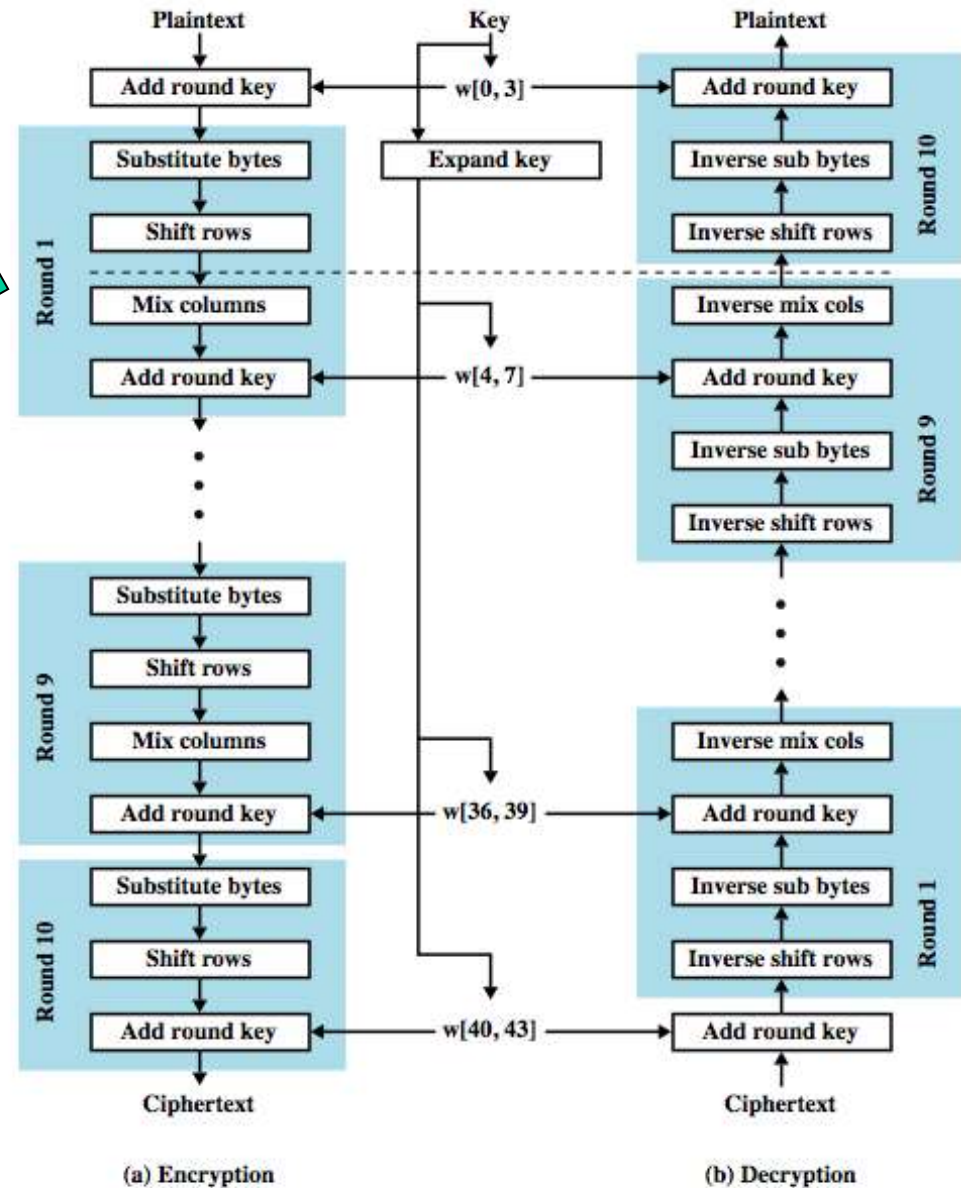 Plaintext
Add round key
Round 1
Substitute bytes
Shift rows
Mix columns
Add round key
Round 9
Substitute bytes
Shift rows
Mix columns
Add round key
Round 10
Substitute bytes
Shift rows
Add round key
Ciphertext
(a) Encryption
Key
w[0, 3]
Expand key
w[4, 7]
w[36, 39]
w[40, 43]
Plaintext
Add round key
Inverse sub bytes
Inverse shift rows
Round 10
Inverse mix cols
Add round key
Inverse sub bytes
Inverse shift rows
Round 9
Inverse mix cols
Add round key
Inverse sub bytes
Inverse shift rows
Round 1
Add round key
Ciphertext
(b) Decryption